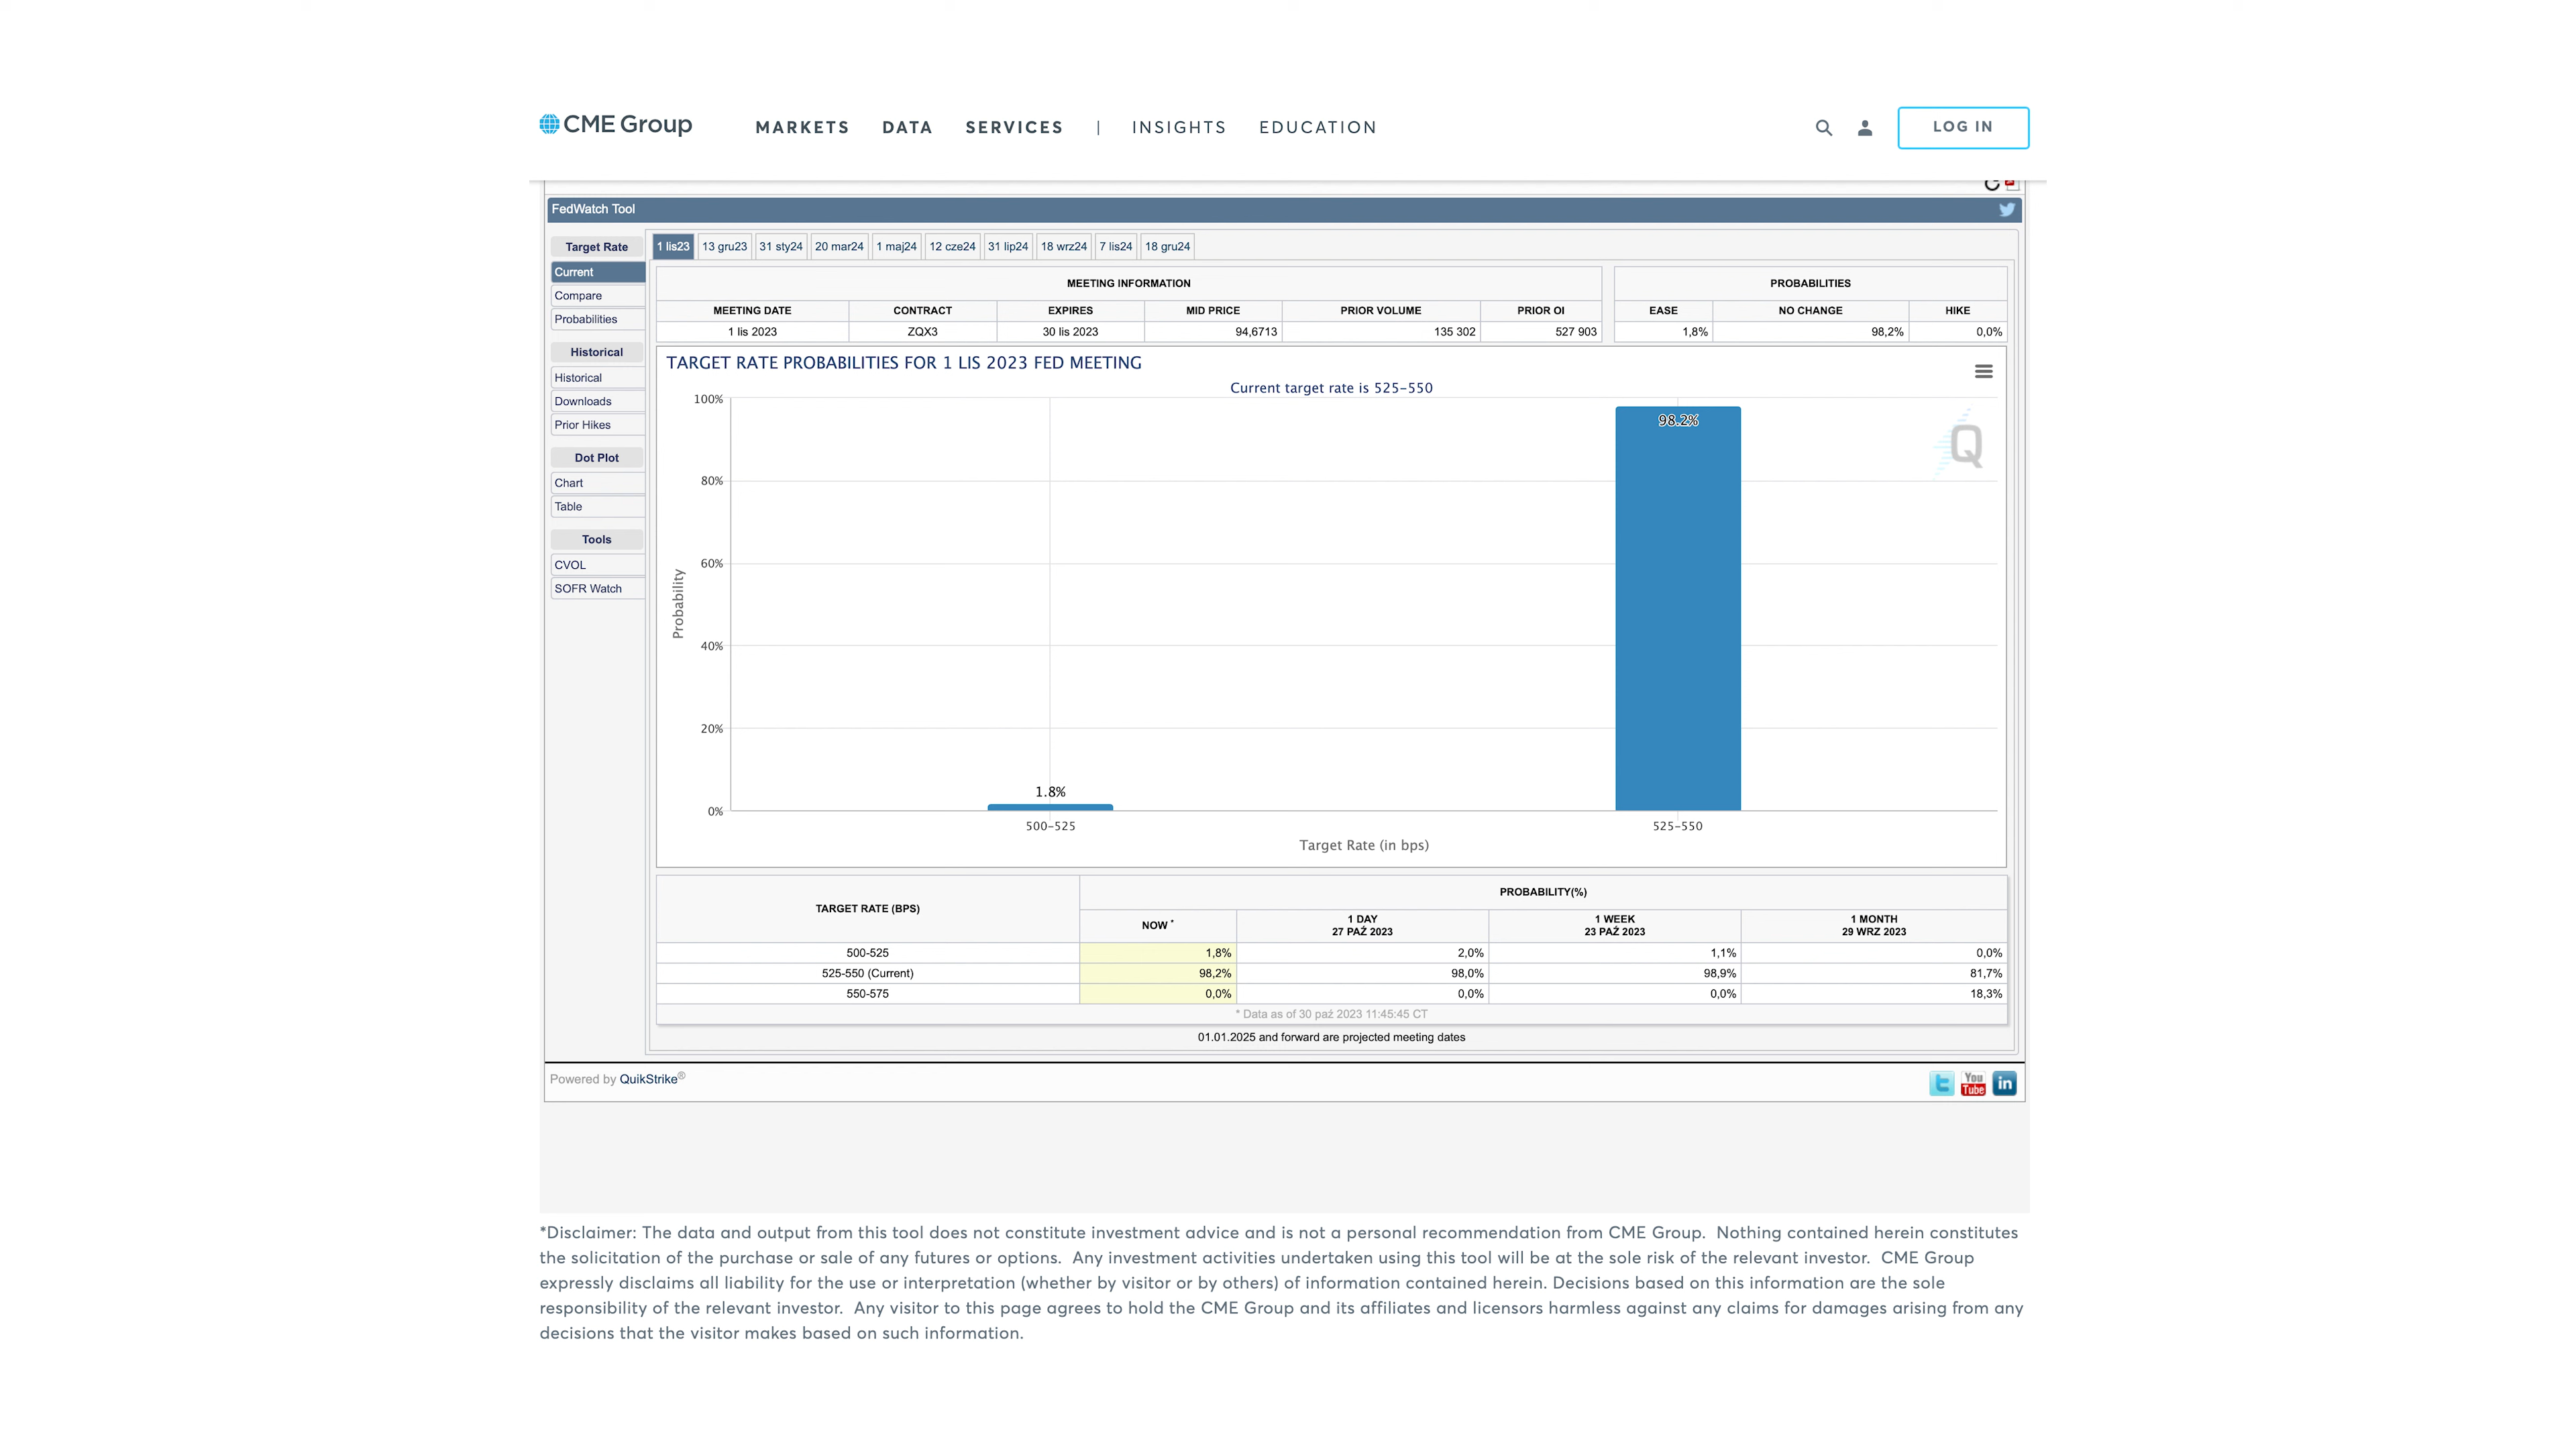 CME Group
MARKETS DATA SERVICES | INSIGHTS EDUCATION
LOG IN
FedWatch Tool
Target Rate
Current
Compare
Probabilities
Historical
Historical
Downloads
Prior Hikes
Dot Plot
Chart
Table
Tools
CVOL
SOFR Watch
1 lis23 13 gru23 31 sty24 20 mar24 1 maj24 12 cze24 31 lip24 18 wrz24 7 lis24 18 gru24
MEETING INFORMATION
MEETING DATE CONTRACT EXPIRES MID PRICE PRIOR VOLUME PRIOR OI
1 lis 2023 ZQX3 30 lis 2023 94,6713 135 302 527 903
PROBABILITIES
EASE NO CHANGE HIKE
1,8% 98,2% 0,0%
TARGET RATE PROBABILITIES FOR 1 LIS 2023 FED MEETING
Current target rate is 525–550
100%
80%
60%
40%
20%
0%
Probability
1.8%
98.2%
Q
500–525 525–550
Target Rate (in bps)
TARGET RATE (BPS) PROBABILITY(%)
NOW * 1 DAY 27 PAŹ 2023 1 WEEK 23 PAŹ 2023 1 MONTH 29 WRZ 2023
500-525 1,8% 2,0% 1,1% 0,0%
525-550 (Current) 98,2% 98,0% 98,9% 81,7%
550-575 0,0% 0,0% 0,0% 18,3%
* Data as of 30 paź 2023 11:45:45 CT
01.01.2025 and forward are projected meeting dates
Powered by QuikStrike®
You Tube
in
*Disclaimer: The data and output from this tool does not constitute investment advice and is not a personal recommendation from CME Group. Nothing contained herein constitutes
the solicitation of the purchase or sale of any futures or options. Any investment activities undertaken using this tool will be at the sole risk of the relevant investor. CME Group
expressly disclaims all liability for the use or interpretation (whether by visitor or by others) of information contained herein. Decisions based on this information are the sole
responsibility of the relevant investor. Any visitor to this page agrees to hold the CME Group and its affiliates and licensors harmless against any claims for damages arising from any
decisions that the visitor makes based on such information.